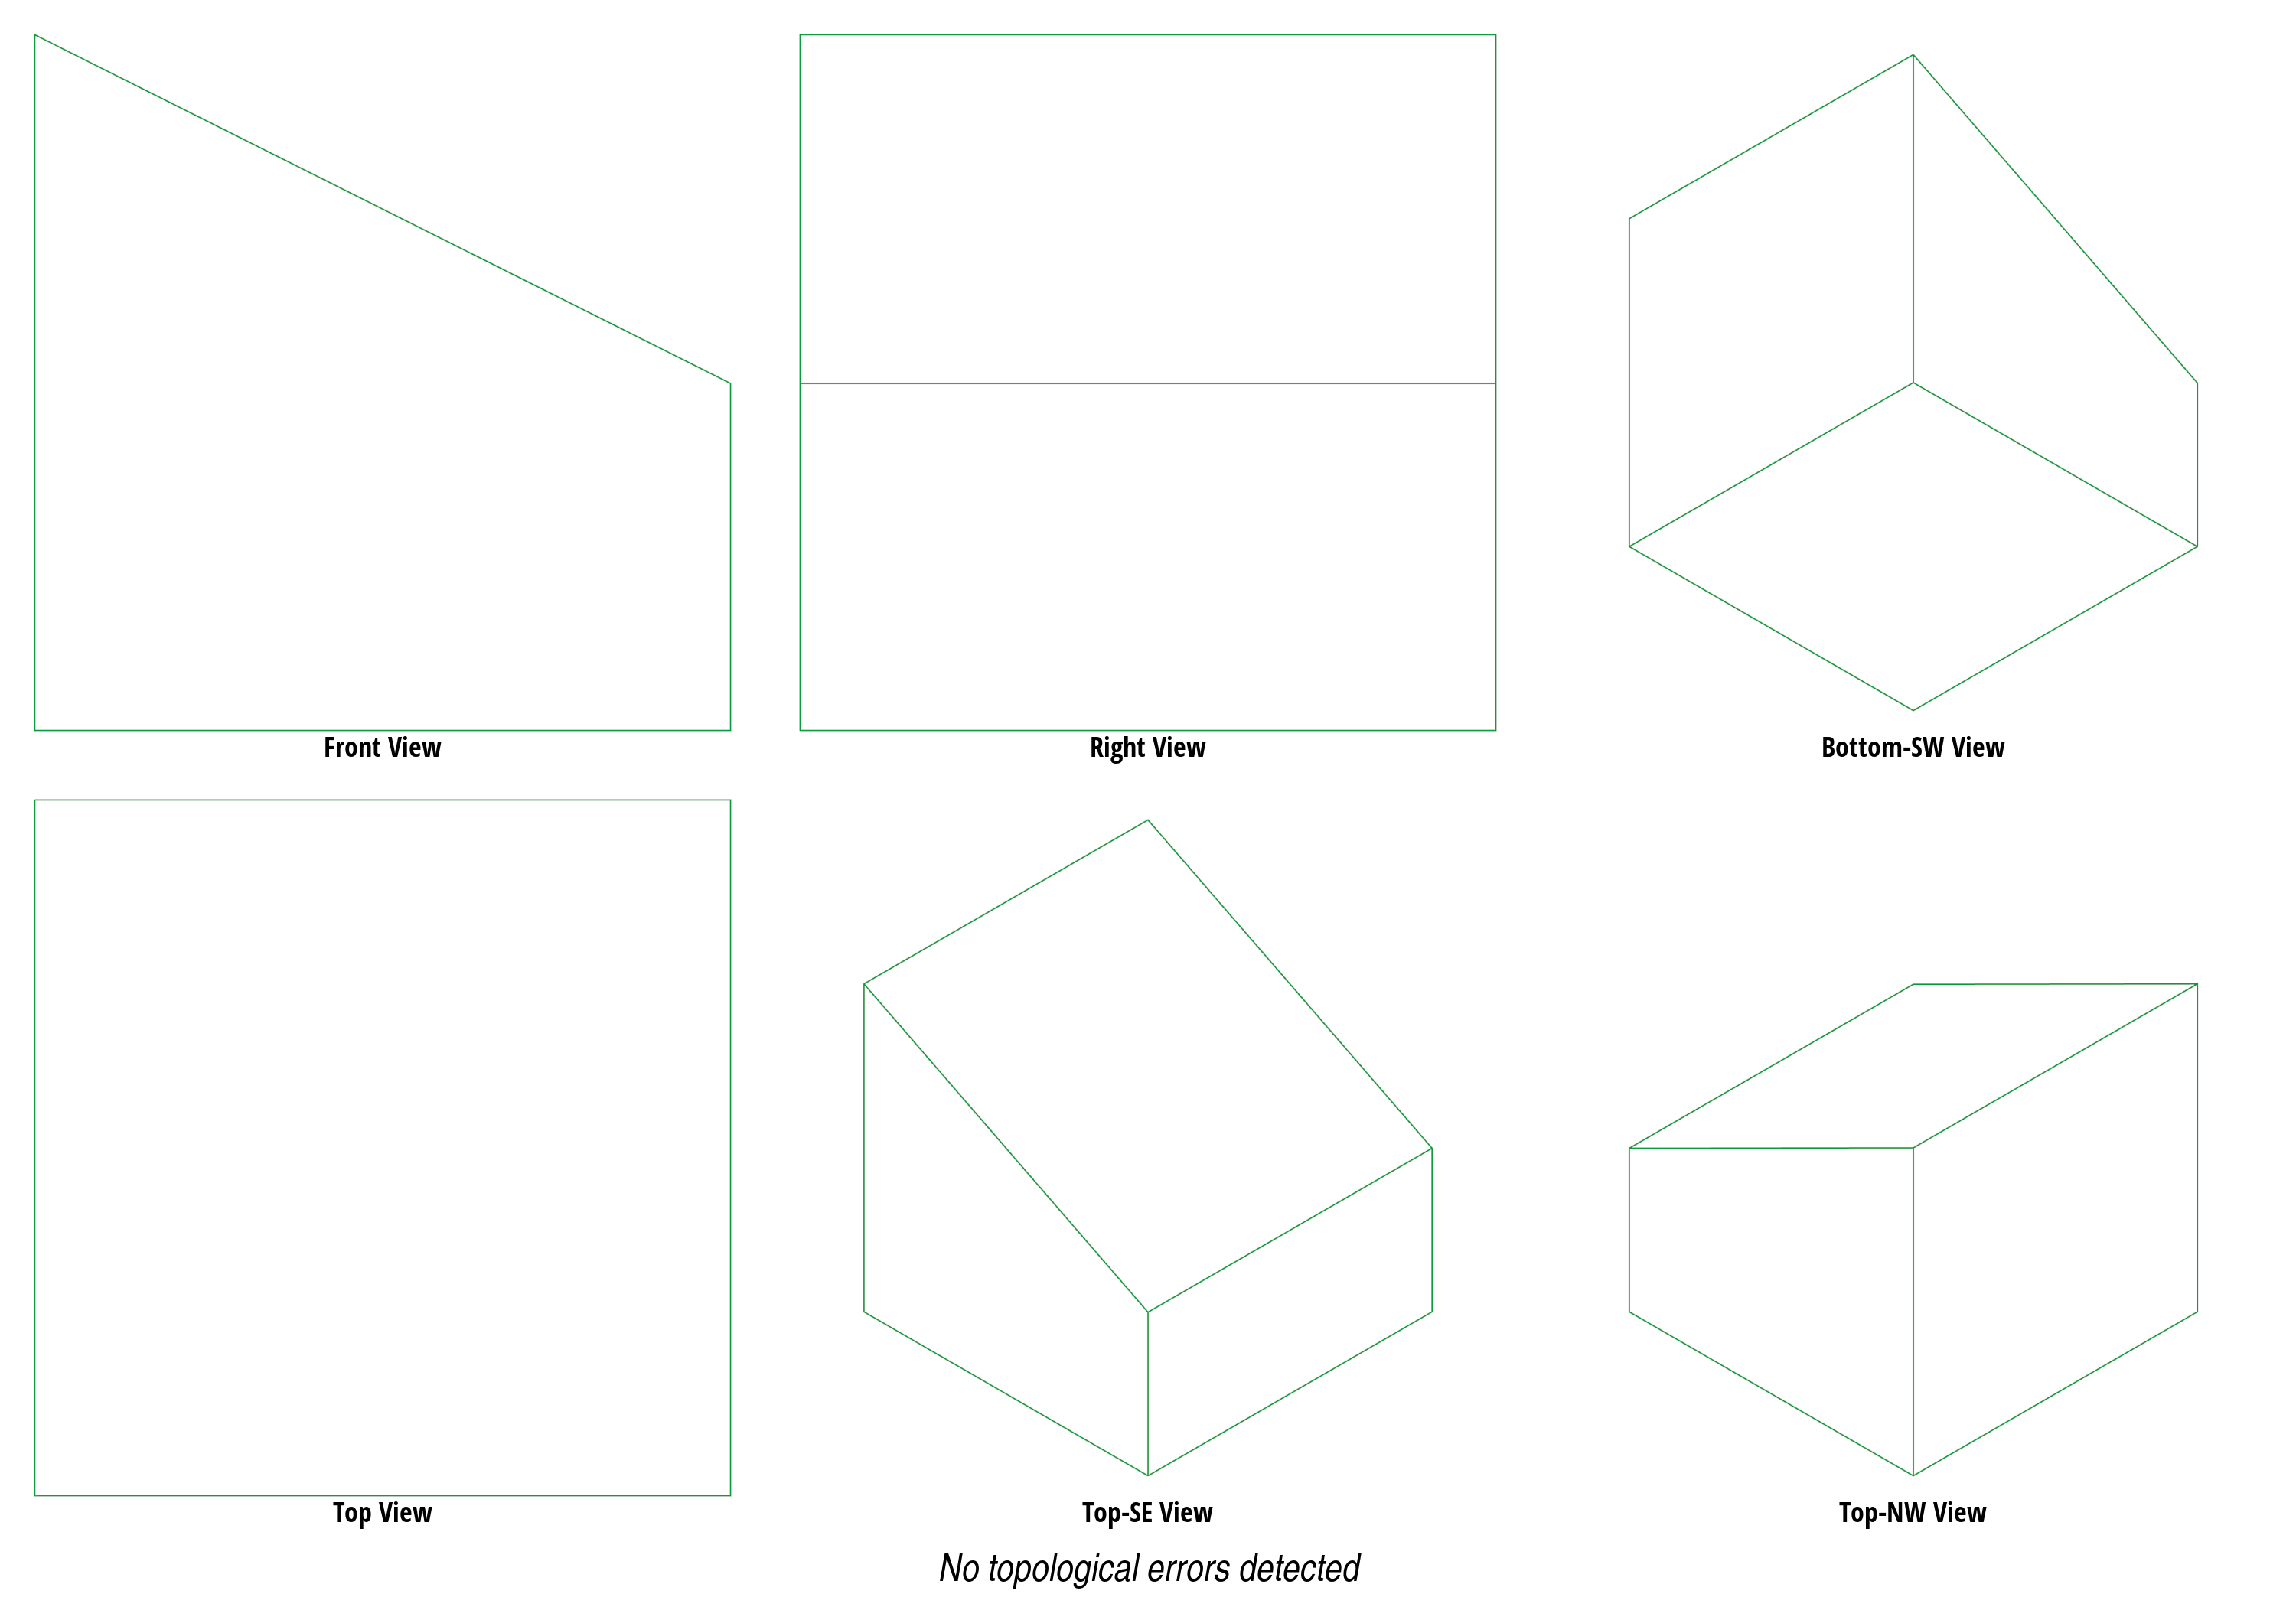 Front View
Right View
Bottom-SW View
Top View
Top-SE View
Top-NW View
No topological errors detected